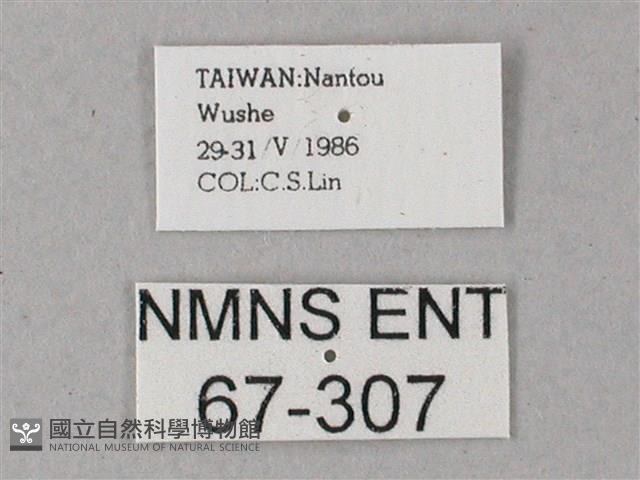 TAIWAN:Nantou
Wushe
29-31/V/1986
COL:C.S.Lin
NMNS ENT
67-307
國立自然科學博物館
NATIONAL MUSEUM OF NATURAL SCIENCE